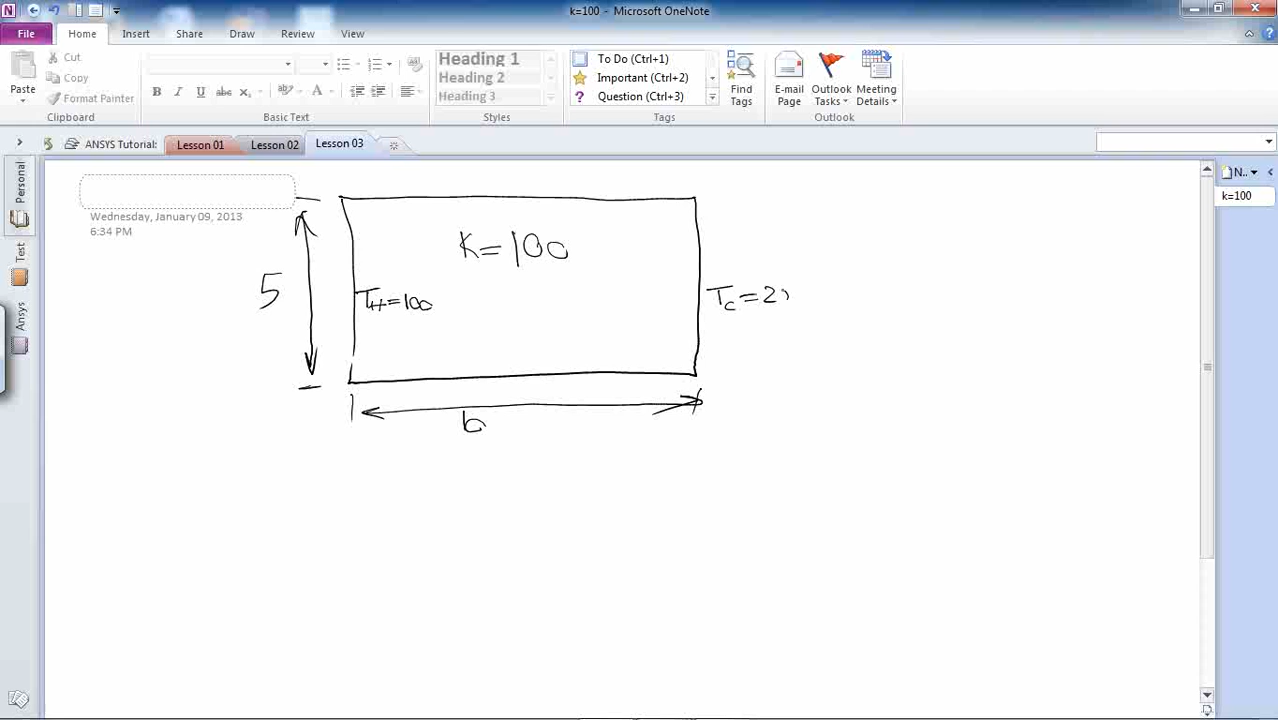 k=100 - Microsoft OneNote
File Home Insert Share Draw Review View
Cut
Copy
Format Painter
Paste
Clipboard
B I U abc x₂ ab A
Basic Text
Heading 1
Heading 2
Heading 3
Styles
To Do (Ctrl+1)
Important (Ctrl+2)
Question (Ctrl+3)
Find Tags
Tags
E-mail Page
Outlook Tasks
Meeting Details
Outlook
ANSYS Tutorial: Lesson 01 Lesson 02 Lesson 03
Personal
Test
Ansys
N..
k=100
Wednesday, January 09, 2013
6:34 PM
K=100
5
TH=100
Tc=2
b